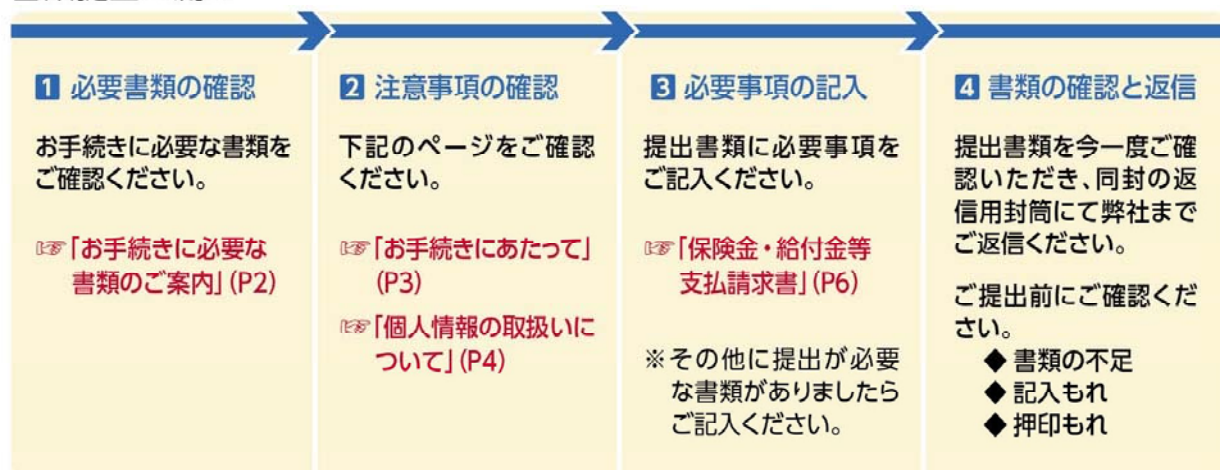 1 必要書類の確認
お手続きに必要な書類を
ご確認ください。
☞「お手続きに必要な
書類のご案内」(P2)
2 注意事項の確認
下記のページをご確認
ください。
☞「お手続きにあたって」
(P3)
☞「個人情報の取扱いに
ついて」(P4)
3 必要事項の記入
提出書類に必要事項を
ご記入ください。
☞「保険金・給付金等
支払請求書」(P6)
※その他に提出が必要
な書類がありましたら
ご記入ください。
4 書類の確認と返信
提出書類を今一度ご確
認いただき、同封の返
信用封筒にて弊社まで
ご返信ください。
ご提出前にご確認くだ
さい。
◆ 書類の不足
◆ 記入もれ
◆ 押印もれ